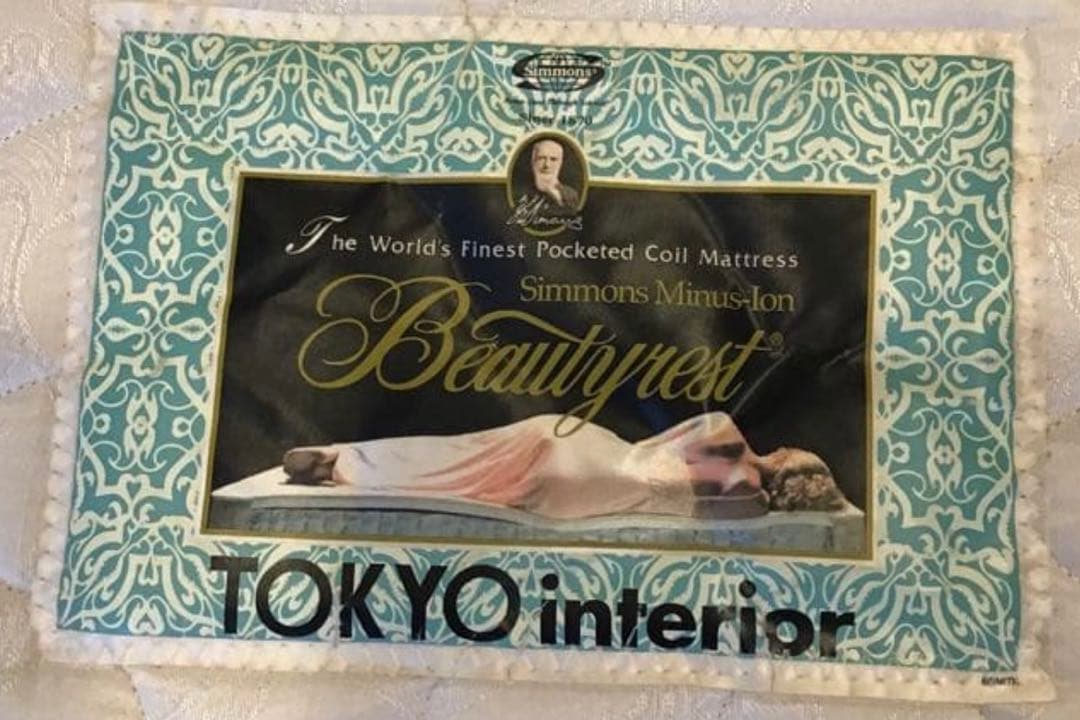 Simmons®
Since 1870
The World's Finest Pocketed Coil Mattress
Simmons Minus-Ion
Beautyrest®
TOKYO interior